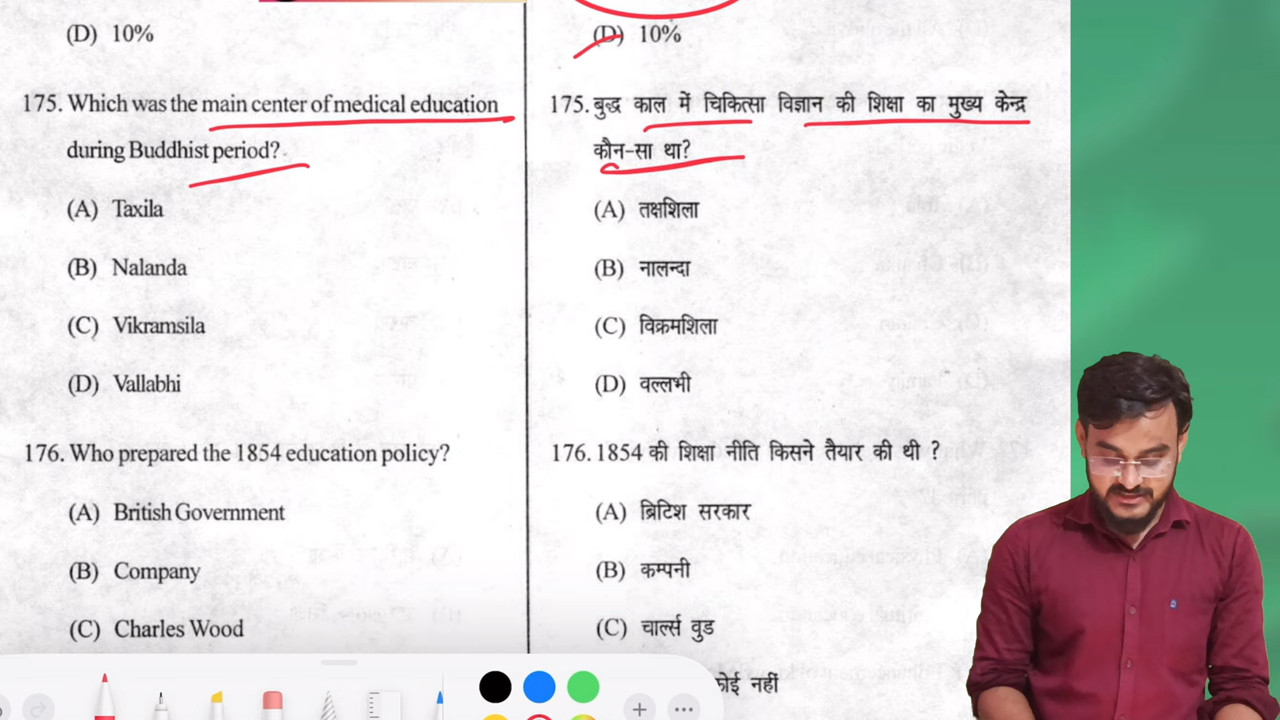 (D) 10%
175. Which was the main center of medical education
during Buddhist period?
(A) Taxila
(B) Nalanda
(C) Vikramsila
(D) Vallabhi
176. Who prepared the 1854 education policy?
(A) British Government
(B) Company
(C) Charles Wood
(D) 10%
175. बुद्ध काल में चिकित्सा विज्ञान की शिक्षा का मुख्य केन्द्र
कौन-सा था?
(A) तक्षशिला
(B) नालन्दा
(C) विक्रमशिला
(D) वल्लभी
176. 1854 की शिक्षा नीति किसने तैयार की थी ?
(A) ब्रिटिश सरकार
(B) कम्पनी
(C) चार्ल्स वुड
नहीं